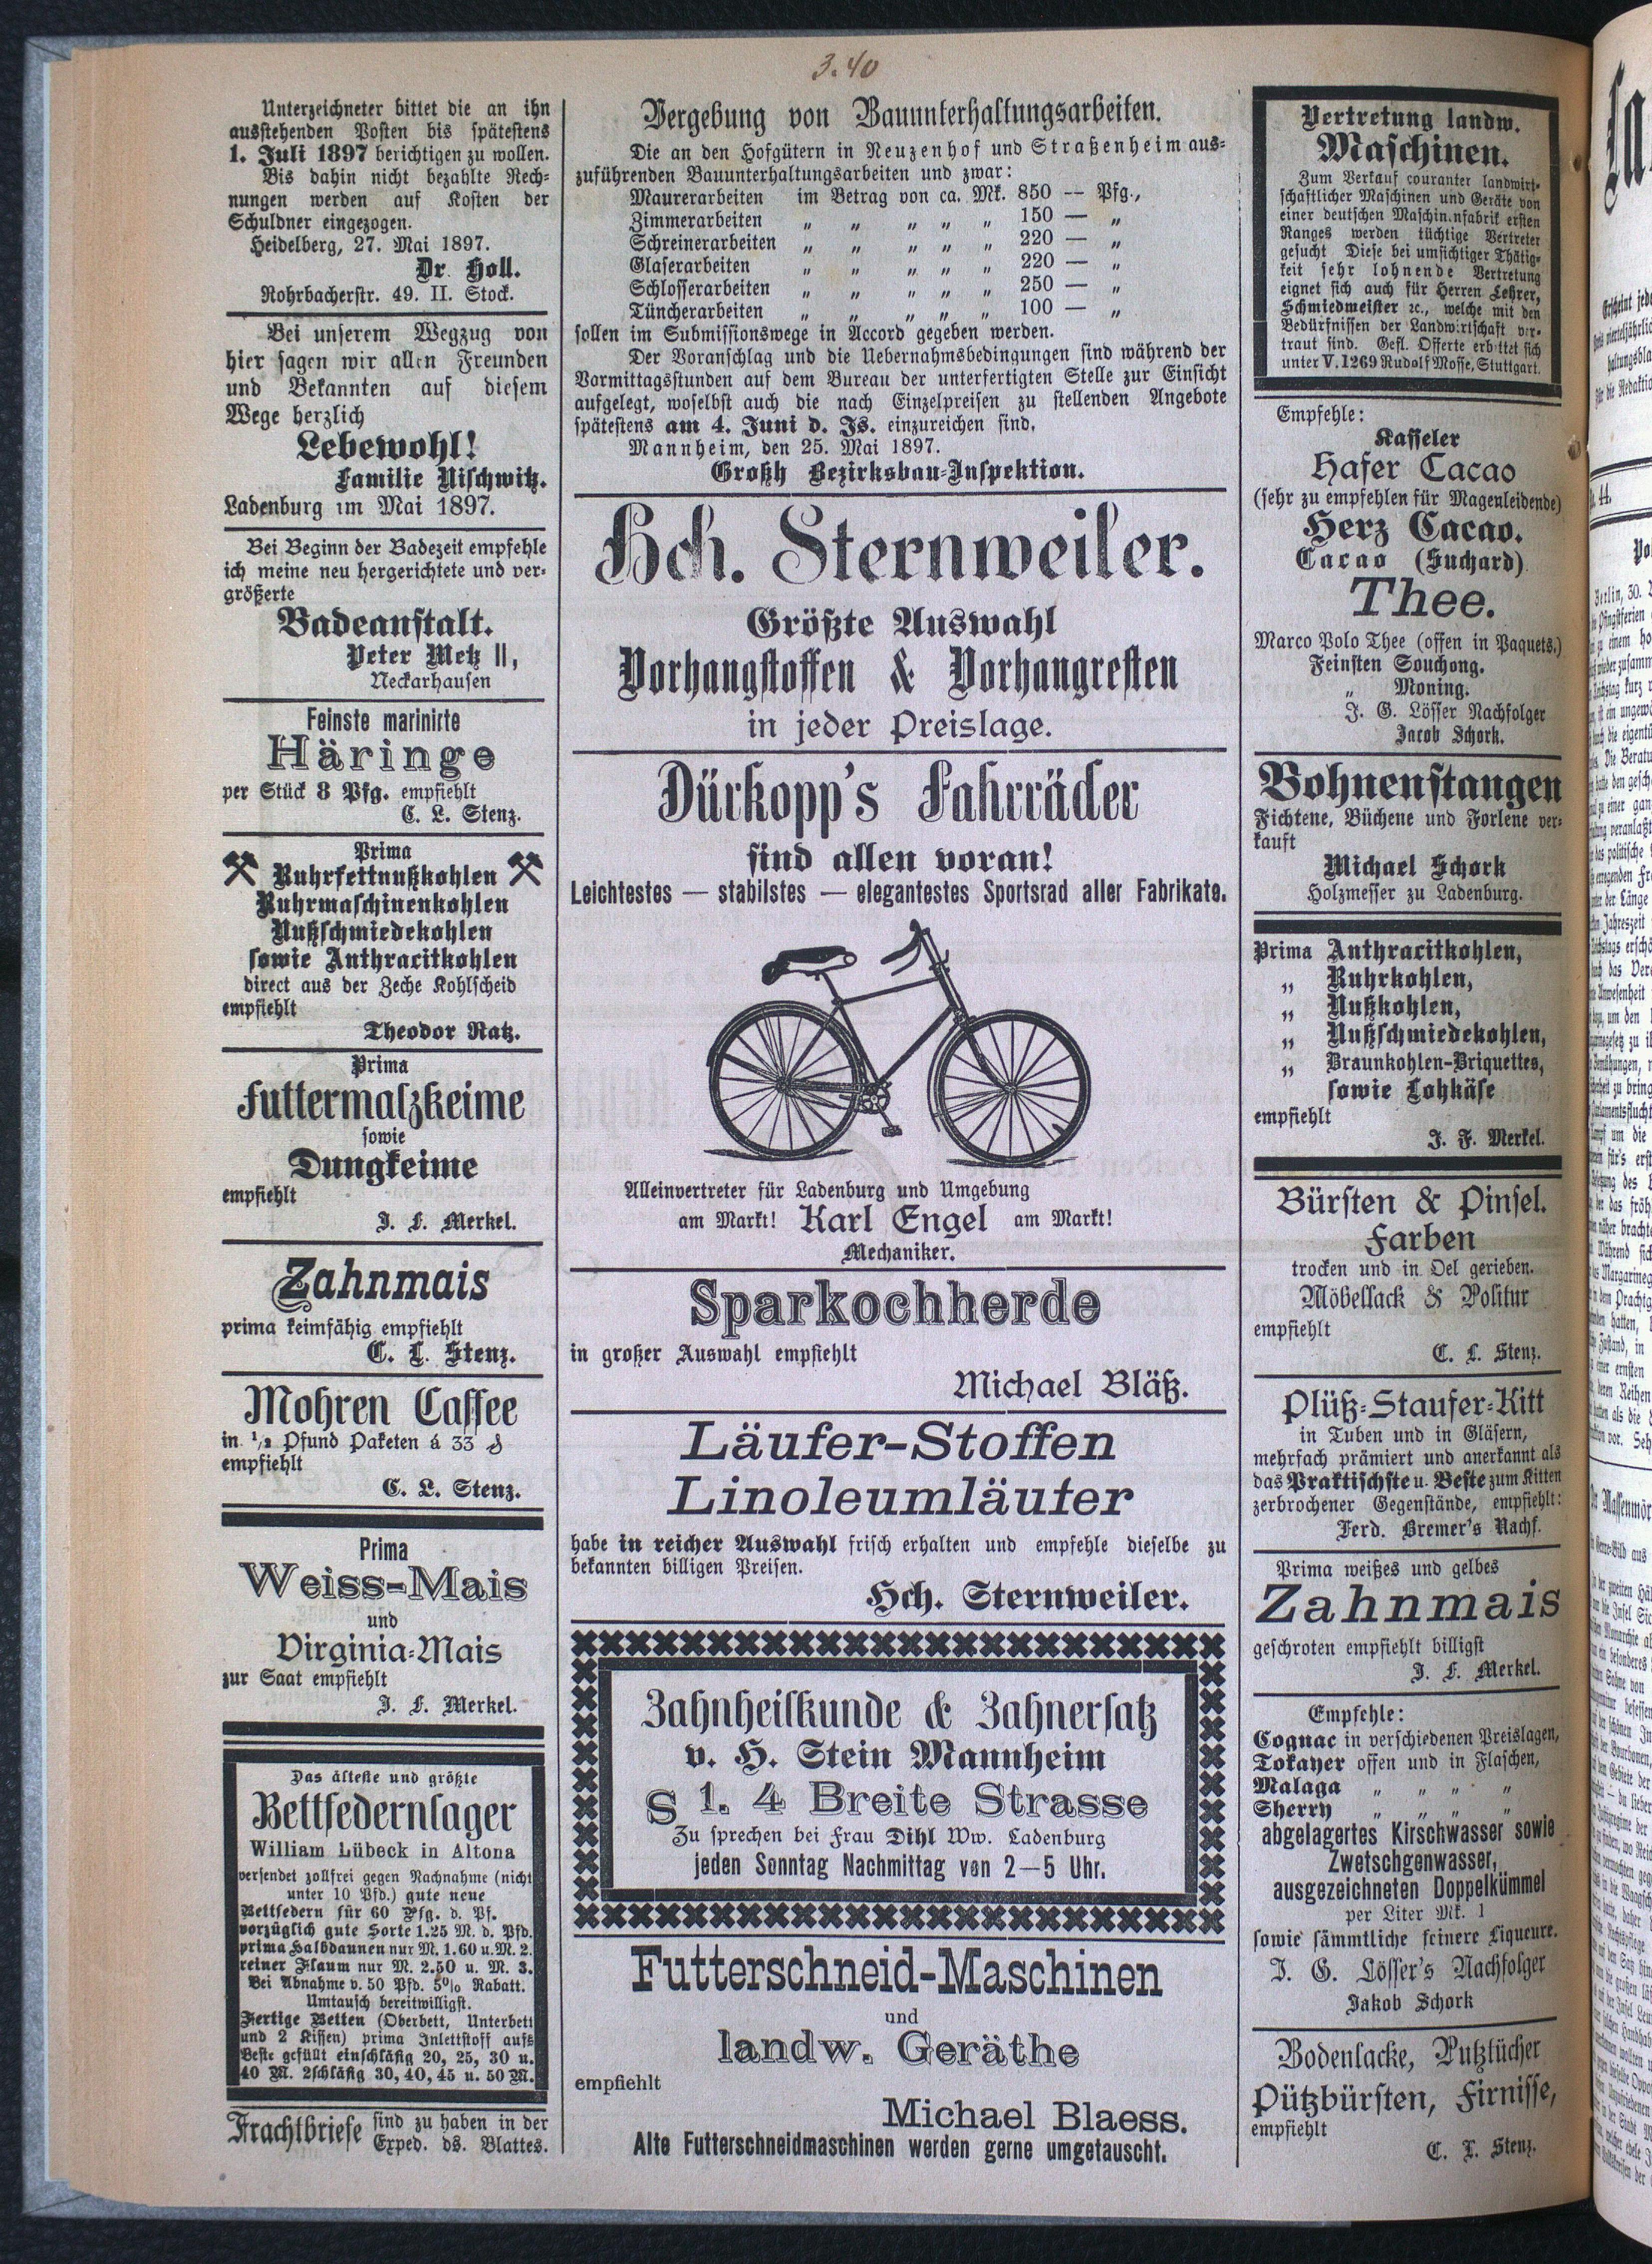 3.40
Unterzeichneter bittet die an ihn
ausstehenden Posten bis spätestens
1. Juli 1897 berichtigen zu wollen.
Bis dahin nicht bezahlte Rech-
nungen werden auf Kosten der
Schuldner eingezogen.
Heidelberg, 27. Mai 1897.
Dr. Holl.
Rohrbacherstr. 49. II. Stock.
Bei unserem Wegzug von
hier sagen wir allen Freunden
und Bekannten auf diesem
Wege herzlich
Lebewohl!
Familie Nischwitz.
Ladenburg im Mai 1897.
Bei Beginn der Badezeit empfehle
ich meine neu hergerichtete und ver-
größerte
Badeanstalt.
Peter Metz II,
Neckarhausen
Feinste marinirte
Häringe
per Stück 8 Pfg. empfiehlt
C. L. Stenz.
Prima
Ruhrfettnußkohlen
Ruhrmaschinenkohlen
Nußschmiedekohlen
sowie Anthracitkohlen
direct aus der Zeche Kohlscheid
empfiehlt
Theodor Ratz.
Prima
Futtermalzkeime
sowie
Dungkeime
empfiehlt
J. F. Merkel.
Zahnmais
prima keimfähig empfiehlt
C. L. Stenz.
Mohren Caffee
in ½ Pfund Paketen á 33 ₰
empfiehlt
C. L. Stenz.
Prima
Weiss-Mais
und
Virginia-Mais
zur Saat empfiehlt
J. F. Merkel.
Das älteste und größte
Bettfedernlager
William Lübeck in Altona
versendet zollfrei gegen Nachnahme (nicht
unter 10 Pfd.) gute neue
Bettfedern für 60 Pfg. d. Pf.
vorzüglich gute Sorte 1.25 M. d. Pfd.
prima Halbdaunen nur M. 1.60 u. M. 2.
reiner Flaum nur M. 2.50 u. M. 3.
Bei Abnahme v. 50 Pfd. 5% Rabatt.
Umtausch bereitwilligst.
Fertige Betten (Oberbett, Unterbett
und 2 Kissen) prima Inlettstoff aufs
Beste gefüllt einschläfig 20, 25, 30 u.
40 M. 2schläfig 30, 40, 45 u. 50 M.
Frachtbriefe sind zu haben in der
Exped. ds. Blattes.
Vergebung von Bauunterhaltungsarbeiten.
Die an den Hofgütern in Neuzenhof und Straßenheim aus-
zuführenden Bauunterhaltungsarbeiten und zwar:
Maurerarbeiten im Betrag von ca. Mk. 850 -- Pfg.,
Zimmerarbeiten „ „ „ „ „ 150 — „
Schreinerarbeiten „ „ „ „ „ 220 — „
Glaserarbeiten „ „ „ „ „ 220 — „
Schlosserarbeiten „ „ „ „ „ 250 — „
Tüncherarbeiten „ „ „ „ „ 100 — „
sollen im Submissionswege in Accord gegeben werden.
Der Voranschlag und die Uebernahmsbedingungen sind während der
Vormittagsstunden auf dem Bureau der unterfertigten Stelle zur Einsicht
aufgelegt, woselbst auch die nach Einzelpreisen zu stellenden Angebote
spätestens am 4. Juni d. Js. einzureichen sind.
Mannheim, den 25. Mai 1897.
Großh Bezirksbau-Inspektion.
Hch. Sternweiler.
Größte Auswahl
Vorhangstoffen & Vorhangresten
in jeder Preislage.
Dürkopp's Fahrräder
sind allen voran!
Leichtestes — stabilstes — elegantestes Sportsrad aller Fabrikate.
Alleinvertreter für Ladenburg und Umgebung
am Markt! Karl Engel am Markt!
Mechaniker.
Sparkochherde
in großer Auswahl empfiehlt
Michael Bläß.
Läufer-Stoffen
Linoleumläufer
habe in reicher Auswahl frisch erhalten und empfehle dieselbe zu
bekannten billigen Preisen.
Hch. Sternweiler.
Zahnheilkunde & Zahnersatz
v. H. Stein Mannheim
S 1. 4 Breite Strasse
Zu sprechen bei Frau Dihl Ww. Ladenburg
jeden Sonntag Nachmittag von 2—5 Uhr.
Futterschneid-Maschinen
und
landw. Geräthe
empfiehlt
Michael Blaess.
Alte Futterschneidmaschinen werden gerne umgetauscht.
Vertretung landw.
Maschinen.
Zum Verkauf couranter landwirt-
schaftlicher Maschinen und Geräte von
einer deutschen Maschin.nfabrik ersten
Ranges werden tüchtige Vertreter
gesucht Diese bei umsichtiger Thätig-
keit sehr lohnende Vertretung
eignet sich auch für Herren Lehrer,
Schmiedmeister ꝛc., welche mit den
Bedürfnissen der Landwirtschaft ver-
traut sind. Gefl. Offerte erbittet sich
unter V. 1269 Rudolf Mosse, Stuttgart.
Empfehle:
Kasseler
Hafer Cacao
(sehr zu empfehlen für Magenleidende)
Herz Cacao.
Cacao (Suchard)
Thee.
Marco Polo Thee (offen in Paquets.)
Feinsten Souchong.
„ Moning.
J. G. Lösser Nachfolger
Jacob Schork.
Bohnenstangen
Fichtene, Büchene und Forlene ver-
kauft
Michael Schork
Holzmesser zu Ladenburg.
Prima Anthracitkohlen,
„ Ruhrkohlen,
„ Nußkohlen,
„ Nußschmiedekohlen,
„ Braunkohlen-Briquettes,
sowie Lohkäse
empfiehlt
J. F. Merkel.
Bürsten & Pinsel.
Farben
trocken und in Oel gerieben.
Möbellack & Politur
empfiehlt
C. L. Stenz.
Plüß-Staufer-Kitt
in Tuben und in Gläsern,
mehrfach prämiert und anerkannt als
das Praktischste u. Beste zum Kitten
zerbrochener Gegenstände, empfiehlt:
Ferd. Bremer's Nachf.
Prima weißes und gelbes
Zahnmais
geschroten empfiehlt billigst
J. F. Merkel.
Empfehle:
Cognac in verschiedenen Preislagen,
Tokayer offen und in Flaschen,
Malaga „ „ „ „
Sherry „ „ „ „
abgelagertes Kirschwasser sowie
Zwetschgenwasser,
ausgezeichneten Doppelkümmel
per Liter Mk. 1
sowie sämmtliche feinere Liqueure.
J. G. Lösser's Nachfolger
Jakob Schork
Bodenlacke, Putztücher
Pützbürsten, Firnisse,
empfiehlt
C. L. Stenz.